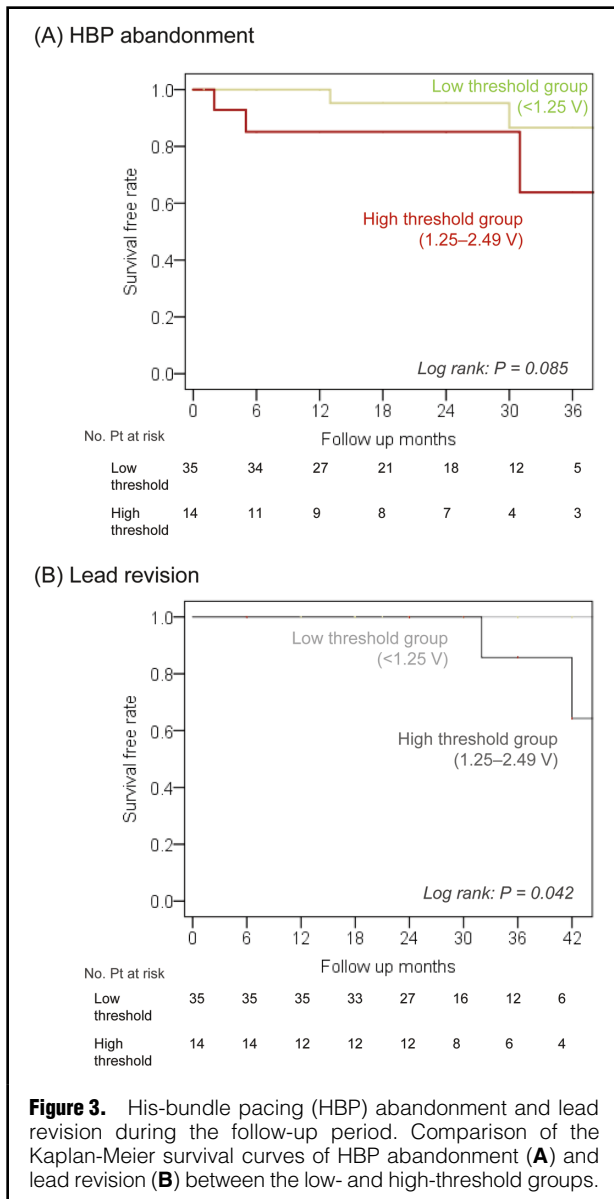 (A) HBP abandonment
Low threshold group
(<1.25 V)
High threshold group
(1.25–2.49 V)
Survival free rate
1.0
0.8
0.6
0.4
0.2
0.0
Log rank: P = 0.085
0 6 12 18 24 30 36
No. Pt at risk
Follow up months
Low threshold 35 34 27 21 18 12 5
High threshold 14 11 9 8 7 4 3
(B) Lead revision
Low threshold group
(<1.25 V)
High threshold group
(1.25–2.49 V)
Survival free rate
1.0
0.8
0.6
0.4
0.2
0.0
Log rank: P = 0.042
0 6 12 18 24 30 36 42
No. Pt at risk
Follow up months
Low threshold 35 35 35 33 27 16 12 6
High threshold 14 14 12 12 12 8 6 4
Figure 3. His-bundle pacing (HBP) abandonment and lead
revision during the follow-up period. Comparison of the
Kaplan-Meier survival curves of HBP abandonment (A) and
lead revision (B) between the low- and high-threshold groups.